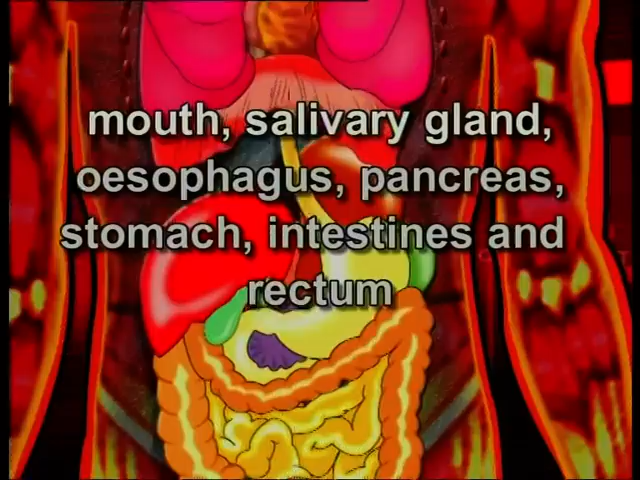 mouth, salivary gland,
oesophagus, pancreas,
stomach, intestines and
rectum